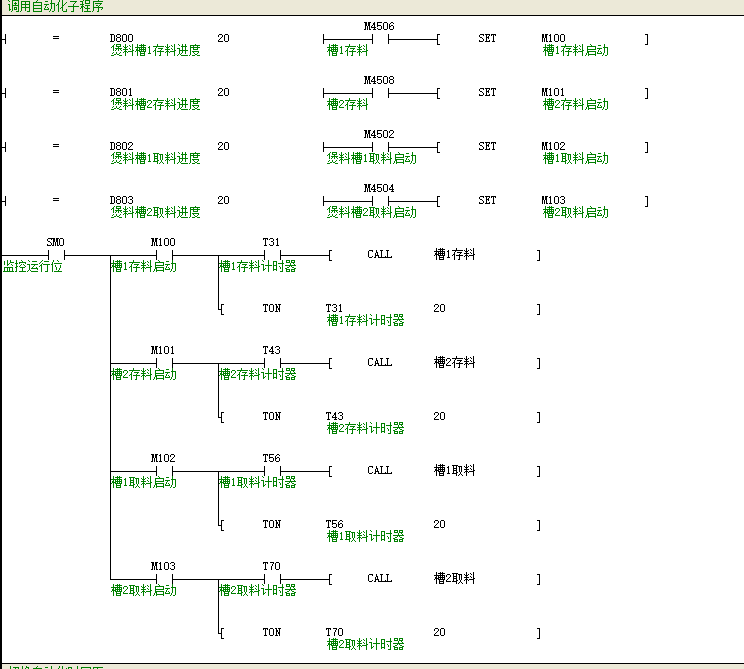 调用自动化子程序
M4506
= D800 20 SET M100
煲料槽1存料进度 槽1存料 槽1存料启动
M4508
= D801 20 SET M101
煲料槽2存料进度 槽2存料 槽2存料启动
M4502
= D802 20 SET M102
煲料槽1取料进度 煲料槽1取料启动 槽1取料启动
M4504
= D803 20 SET M103
煲料槽2取料进度 煲料槽2取料启动 槽2取料启动
SM0 M100 T31
CALL 槽1存料
监控运行位 槽1存料启动 槽1存料计时器
TON T31 20
槽1存料计时器
M101 T43
CALL 槽2存料
槽2存料启动 槽2存料计时器
TON T43 20
槽2存料计时器
M102 T56
CALL 槽1取料
槽1取料启动 槽1取料计时器
TON T56 20
槽1取料计时器
M103 T70
CALL 槽2取料
槽2取料启动 槽2取料计时器
TON T70 20
槽2取料计时器